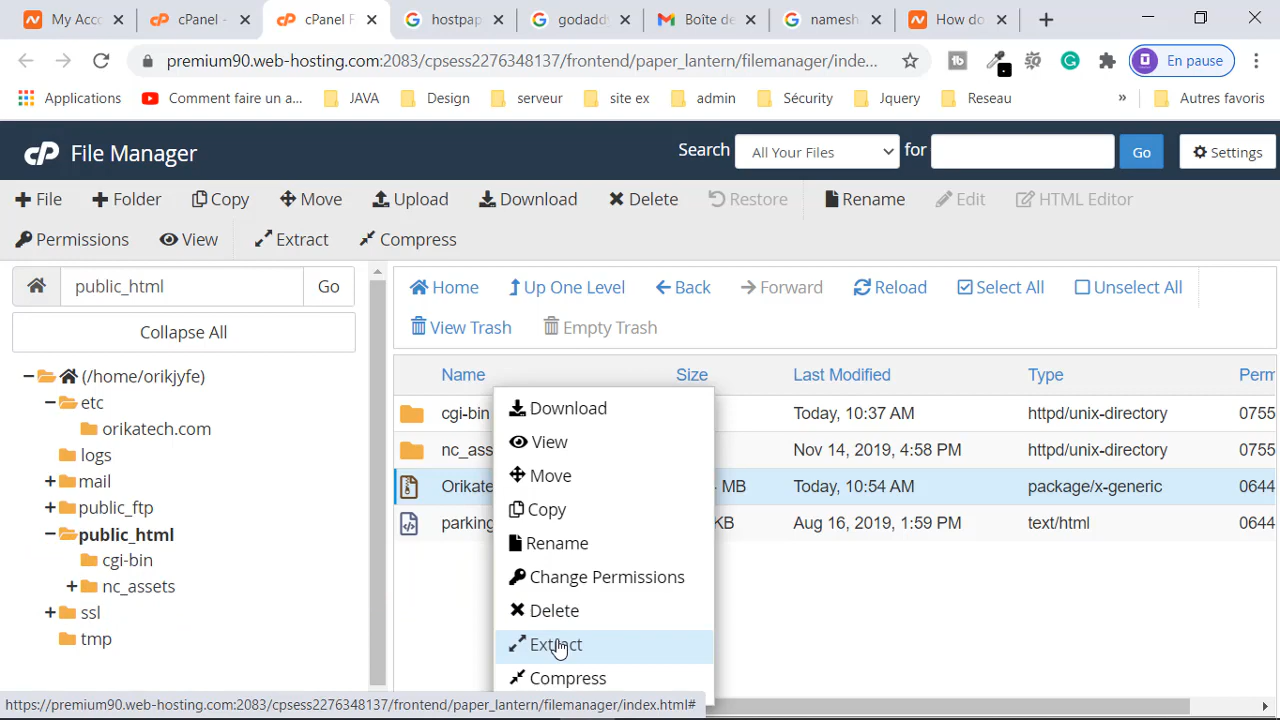 My Acc
cPanel -
cPanel F
hostpap
godadd
Boîte de
namesh
How do
premium90.web-hosting.com:2083/cpsess2276348137/frontend/paper_lantern/filemanager/inde...
En pause
Applications
Comment faire un a...
JAVA
Design
serveur
site ex
admin
Sécurity
Jquery
Reseau
»
Autres favoris
cP File Manager
Search All Your Files for Go Settings
File
Folder
Copy
Move
Upload
Download
Delete
Restore
Rename
Edit
HTML Editor
Permissions
View
Extract
Compress
public_html Go
Collapse All
(/home/orikjyfe)
etc
orikatech.com
logs
mail
public_ftp
public_html
cgi-bin
nc_assets
ssl
tmp
Home
Up One Level
Back
Forward
Reload
Select All
Unselect All
View Trash
Empty Trash
Name Size Last Modified Type Perm
cgi-bin Today, 10:37 AM httpd/unix-directory 0755
nc_ass Nov 14, 2019, 4:58 PM httpd/unix-directory 0755
Orikate MB Today, 10:54 AM package/x-generic 0644
parking KB Aug 16, 2019, 1:59 PM text/html 0644
Download
View
Move
Copy
Rename
Change Permissions
Delete
Extract
Compress
https://premium90.web-hosting.com:2083/cpsess2276348137/frontend/paper_lantern/filemanager/index.html#